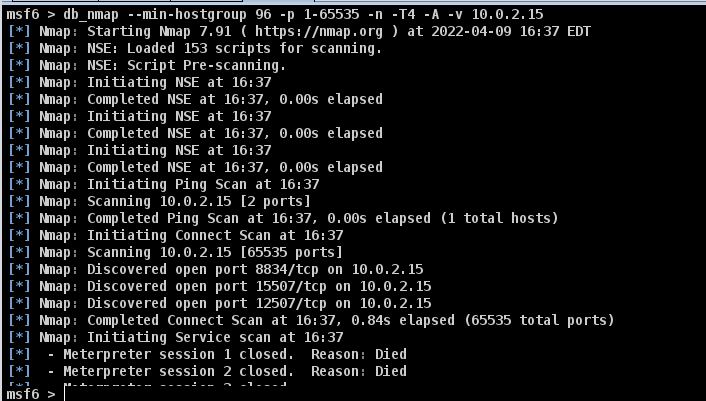 msf6 > db_nmap --min-hostgroup 96 -p 1-65535 -n -T4 -A -v 10.0.2.15
[*] Nmap: Starting Nmap 7.91 ( https://nmap.org ) at 2022-04-09 16:37 EDT
[*] Nmap: NSE: Loaded 153 scripts for scanning.
[*] Nmap: NSE: Script Pre-scanning.
[*] Nmap: Initiating NSE at 16:37
[*] Nmap: Completed NSE at 16:37, 0.00s elapsed
[*] Nmap: Initiating NSE at 16:37
[*] Nmap: Completed NSE at 16:37, 0.00s elapsed
[*] Nmap: Initiating NSE at 16:37
[*] Nmap: Completed NSE at 16:37, 0.00s elapsed
[*] Nmap: Initiating Ping Scan at 16:37
[*] Nmap: Scanning 10.0.2.15 [2 ports]
[*] Nmap: Completed Ping Scan at 16:37, 0.00s elapsed (1 total hosts)
[*] Nmap: Initiating Connect Scan at 16:37
[*] Nmap: Scanning 10.0.2.15 [65535 ports]
[*] Nmap: Discovered open port 8834/tcp on 10.0.2.15
[*] Nmap: Discovered open port 15507/tcp on 10.0.2.15
[*] Nmap: Discovered open port 12507/tcp on 10.0.2.15
[*] Nmap: Completed Connect Scan at 16:37, 0.84s elapsed (65535 total ports)
[*] Nmap: Initiating Service scan at 16:37
[*]  - Meterpreter session 1 closed.  Reason: Died
[*]  - Meterpreter session 2 closed.  Reason: Died
msf6 >